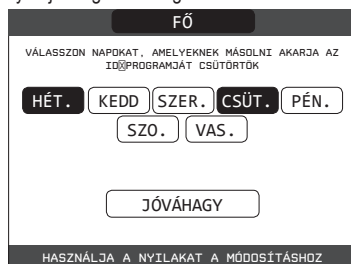 FŐ
VÁLASSZON NAPOKAT, AMELYEKNEK MÁSOLNI AKARJA AZ
ID☒PROGRAMJÁT CSÜTÖRTÖK
HÉT. KEDD SZER. CSÜT. PÉN.
SZO. VAS.
JÓVÁHAGY
HASZNÁLJA A NYILAKAT A MÓDOSÍTÁSHOZ